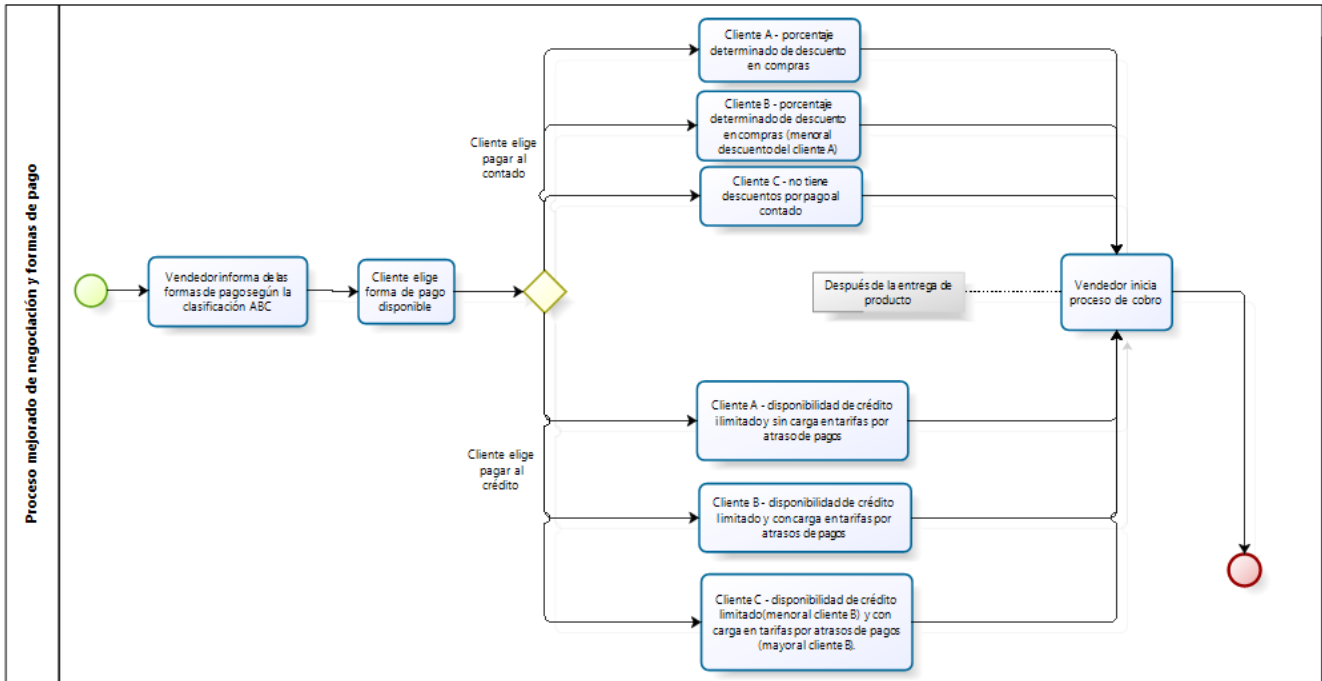 Proceso mejorado de negociación y formas de pago
Vendedor informa de las
formas de pago según la
clasificación ABC
Cliente elige
forma de pago
disponible
Cliente elige
pagar al
contado
Cliente A - porcentaje
determinado de descuento
en compras
Cliente B - porcentaje
determinado de descuento
en compras (menor al
descuento del cliente A)
Cliente C - no tiene
descuentos por pago al
contado
Después de la entrega de
producto
Vendedor inicia
proceso de cobro
Cliente elige
pagar al
crédito
Cliente A - disponibilidad de crédito
ilimitado y sin carga en tarifas por
atraso de pagos
Cliente B - disponibilidad de crédito
limitado y con carga en tarifas por
atrasos de pagos
Cliente C - disponibilidad de crédito
limitado(menor al cliente B) y con
carga en tarifas por atrasos de pagos
(mayor al cliente B).